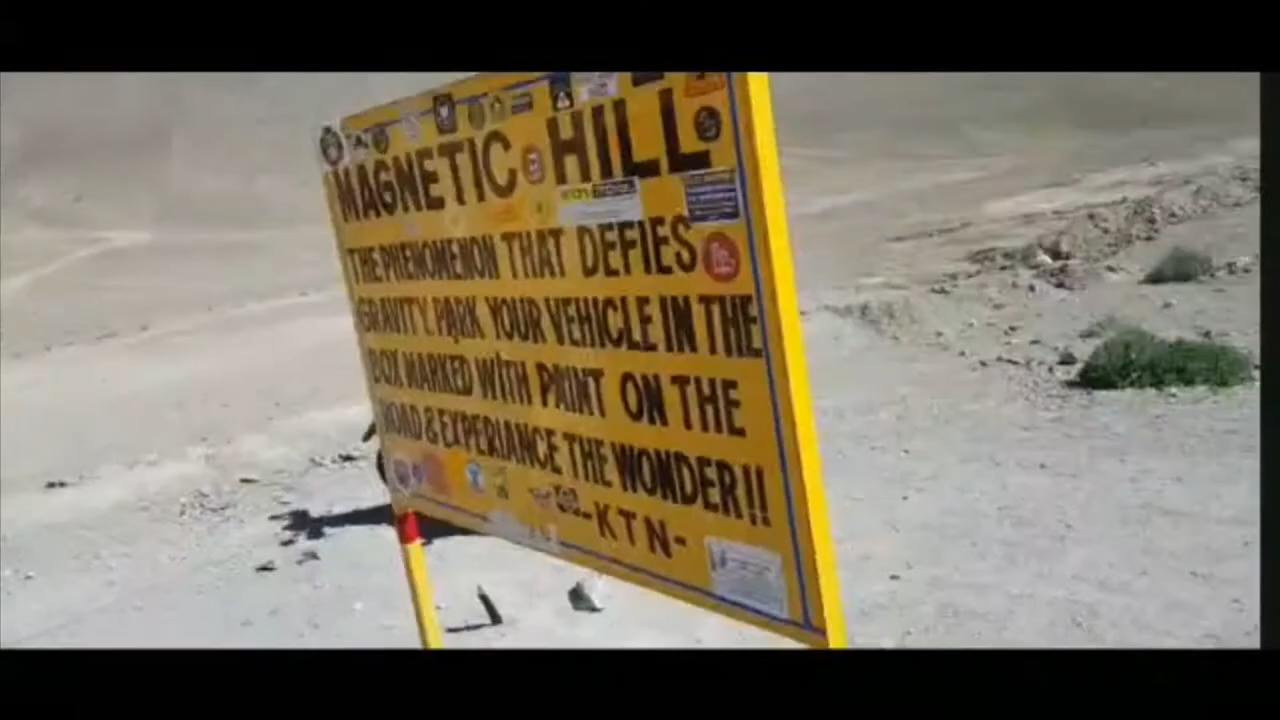 MAGNETIC HILL
THE PHENOMENON THAT DEFIES
GRAVITY. PARK YOUR VEHICLE IN THE
BOX MARKED WITH PAINT ON THE
ROAD & EXPERIANCE THE WONDER!!
-KTN-